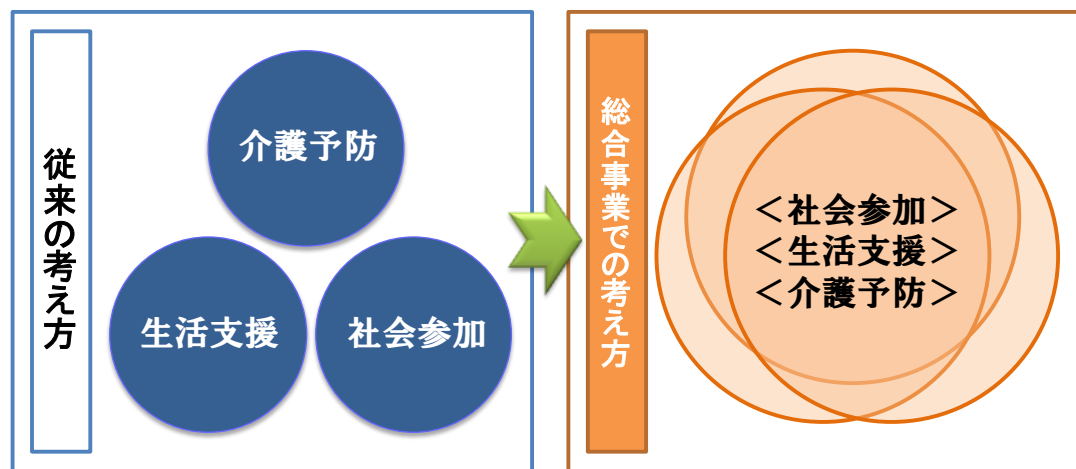 従来の考え方
介護予防
生活支援
社会参加
総合事業での考え方
＜社会参加＞
＜生活支援＞
＜介護予防＞